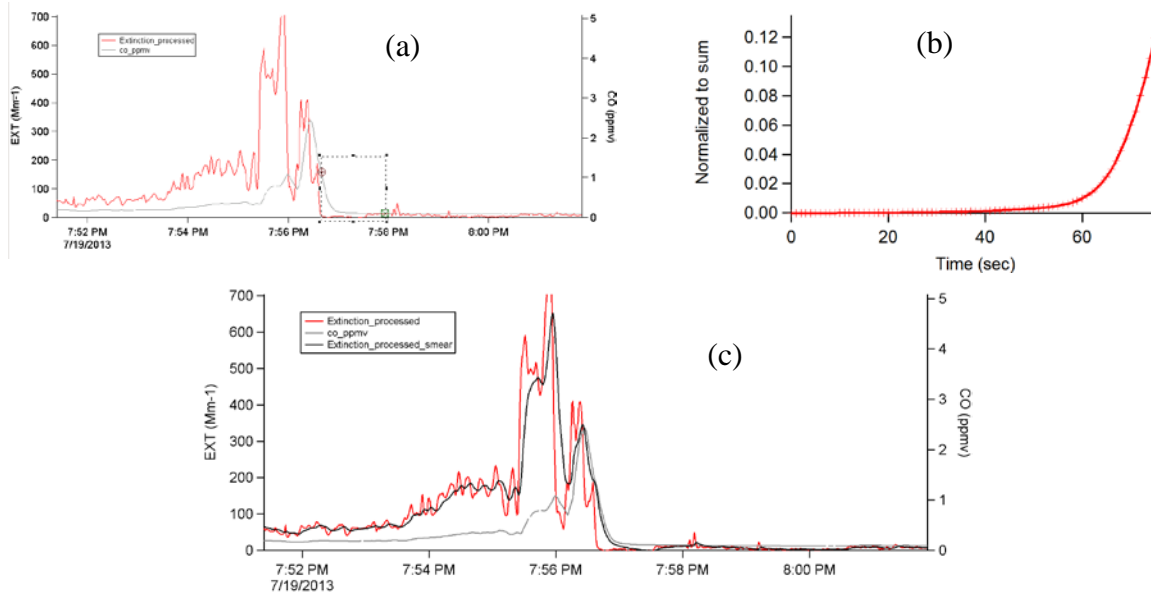 (a)
700
600
500
400
300
200
100
0
EXT (Mm-1)
Extinction_processed
co_ppmv
5
4
3
2
1
0
CO (ppmv)
7:52 PM 7:54 PM 7:56 PM 7:58 PM 8:00 PM
7/19/2013
(b)
0.12
0.10
0.08
0.06
0.04
0.02
0.00
Normalized to sum
0 20 40 60
Time (sec)
(c)
700
600
500
400
300
200
100
0
EXT (Mm-1)
Extinction_processed
co_ppmv
Extinction_processed_smear
5
4
3
2
1
0
CO (ppmv)
7:52 PM 7:54 PM 7:56 PM 7:58 PM 8:00 PM
7/19/2013